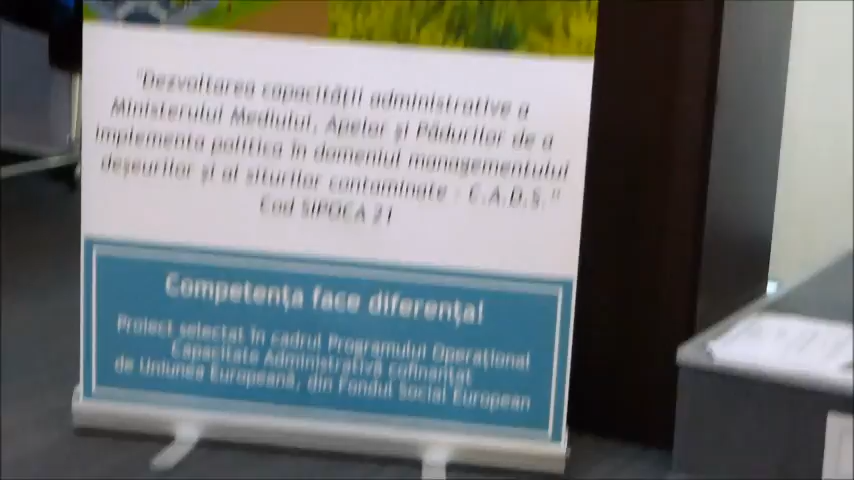 "Dezvoltarea capacității administrative a
Ministerului Mediului, Apelor și Pădurilor de a
implementa politica în domeniul managementului
deșeurilor și al siturilor contaminate - C.A.D.S."
Cod SIPOCA 21
Competența face diferența!
Proiect selectat în cadrul Programului Operațional
Capacitate Administrativă cofinanțat
de Uniunea Europeană, din Fondul Social European